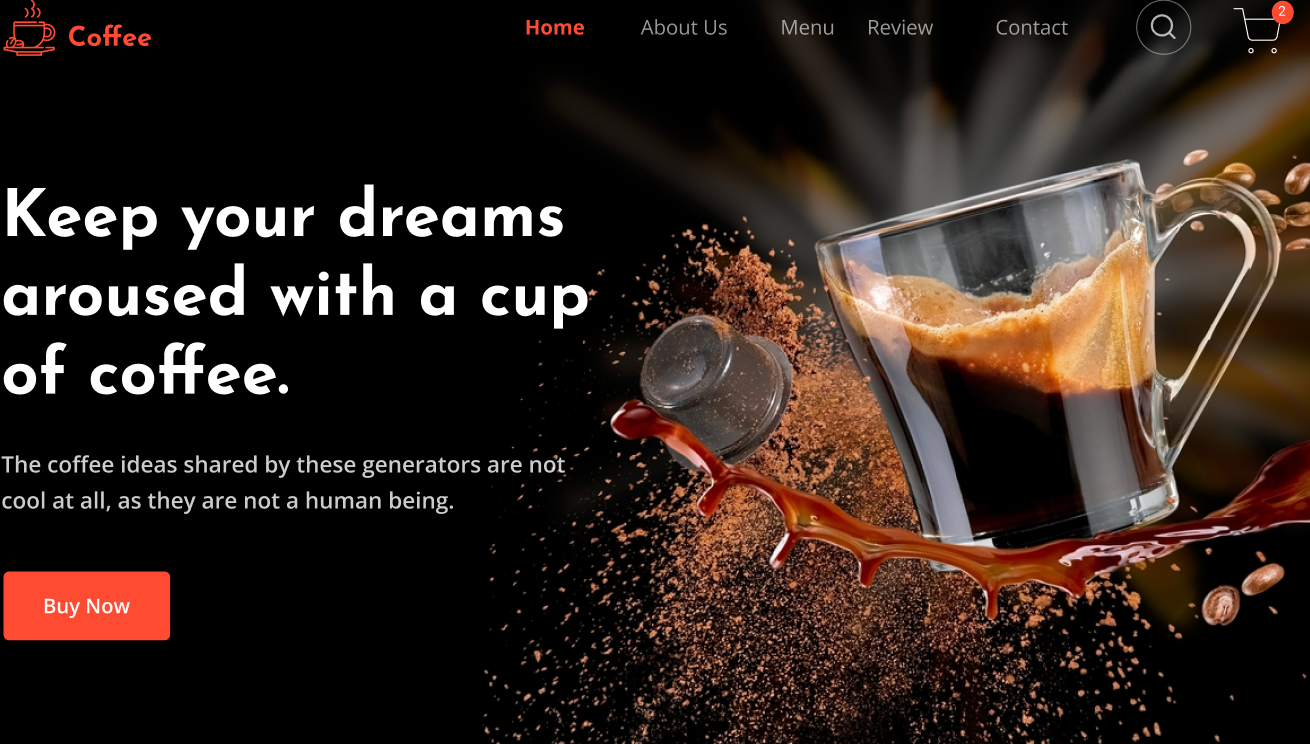 Coffee
Home About Us Menu Review Contact
2
Keep your dreams
aroused with a cup
of coffee.
The coffee ideas shared by these generators are not
cool at all, as they are not a human being.
Buy Now